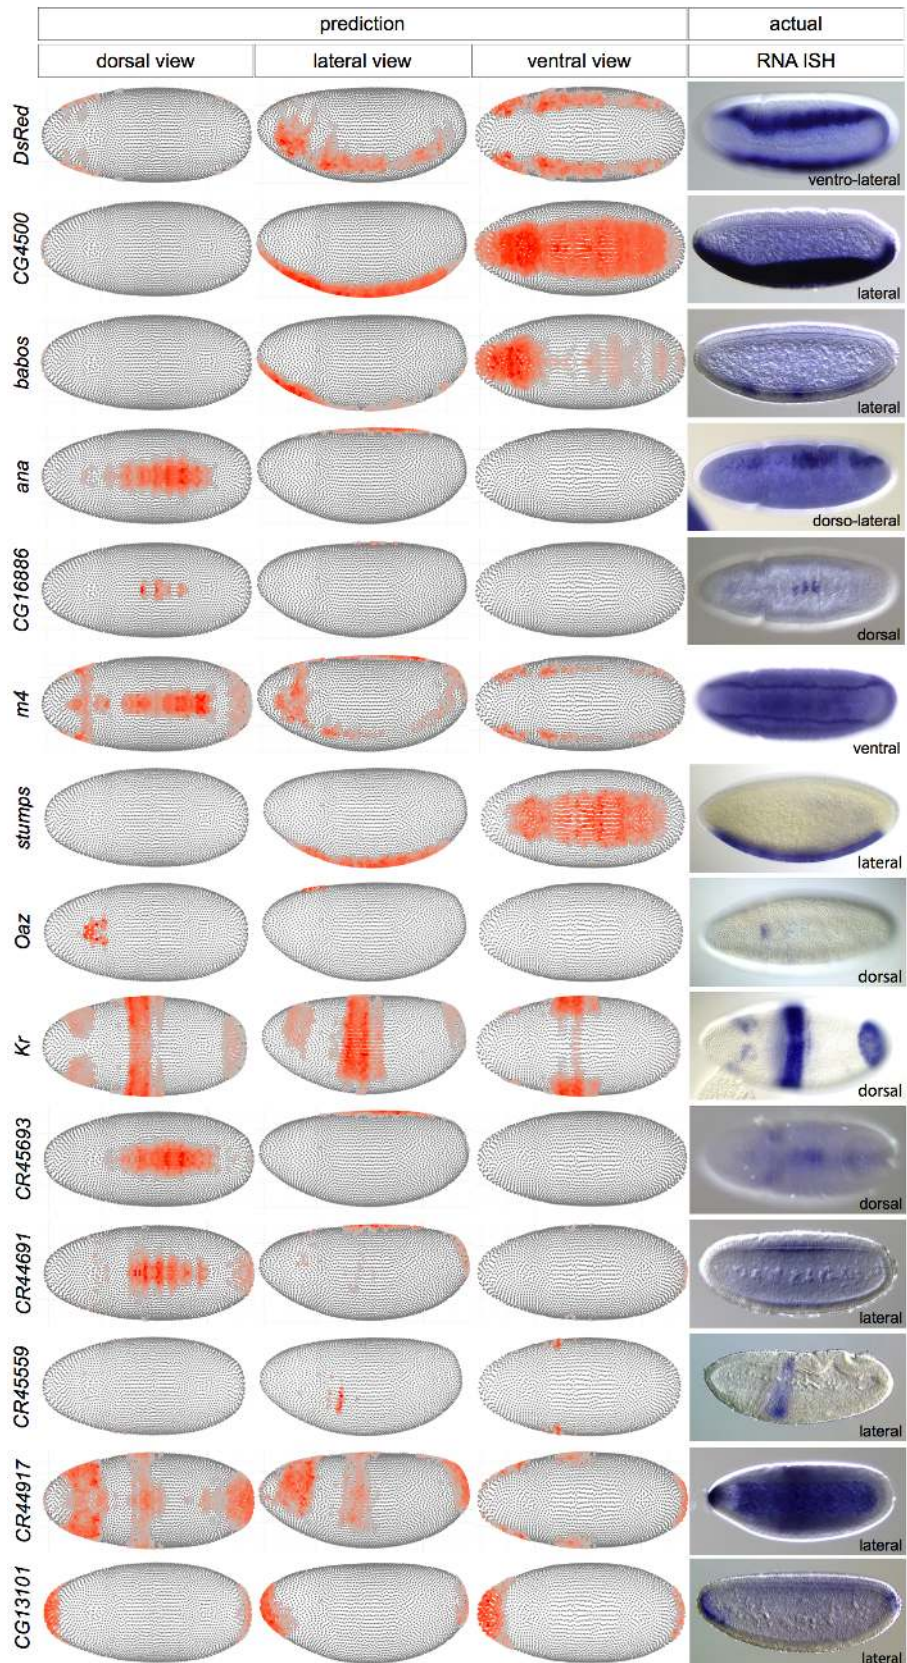 prediction actual
dorsal view lateral view ventral view RNA ISH
DsRed ventro-lateral
CG4500 lateral
babos lateral
ana dorso-lateral
CG16886 dorsal
m4 ventral
stumps lateral
Oaz dorsal
Kr dorsal
CR45693 dorsal
CR44691 lateral
CR45559 lateral
CR44917 lateral
CG13101 lateral